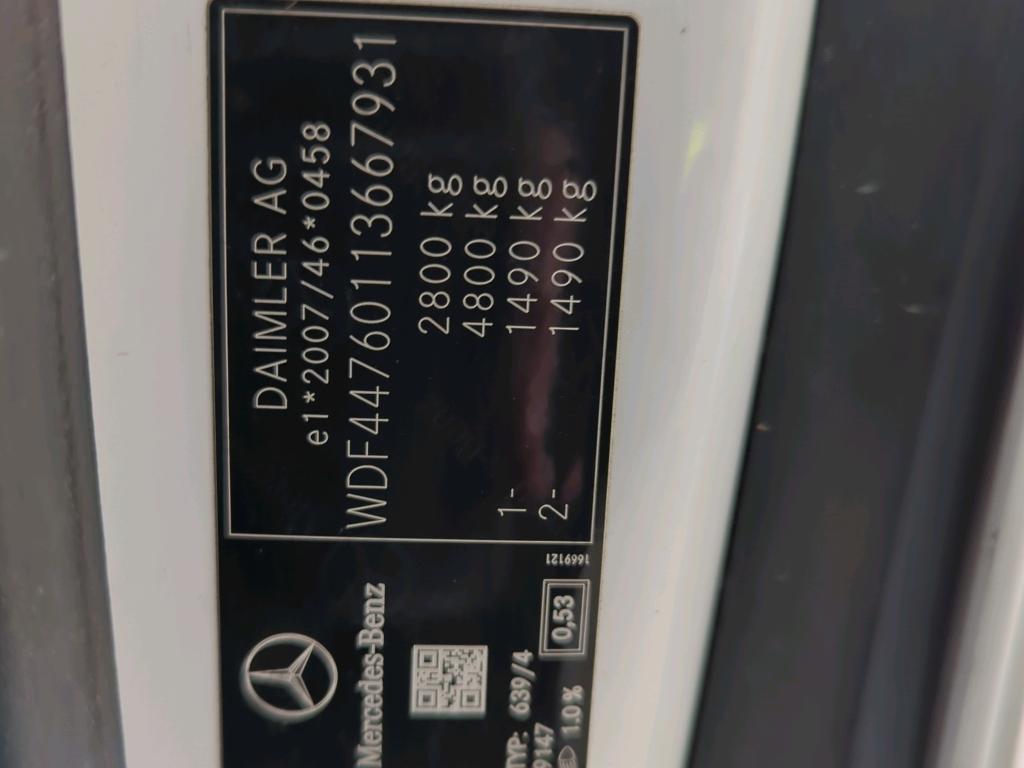 Mercedes-Benz
TYP: 639/4
9147
1.0 %
0,53
1669121
DAIMLER AG
e1*2007/46*0458
WDF44760113667931
2800 kg
4800 kg
1- 1490 kg
2- 1490 kg